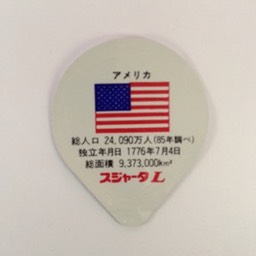 アメリカ
総人口 24,090万人(85年調べ)
独立年月日 1776年7月4日
総面積 9,373,000km²
スジャータ L